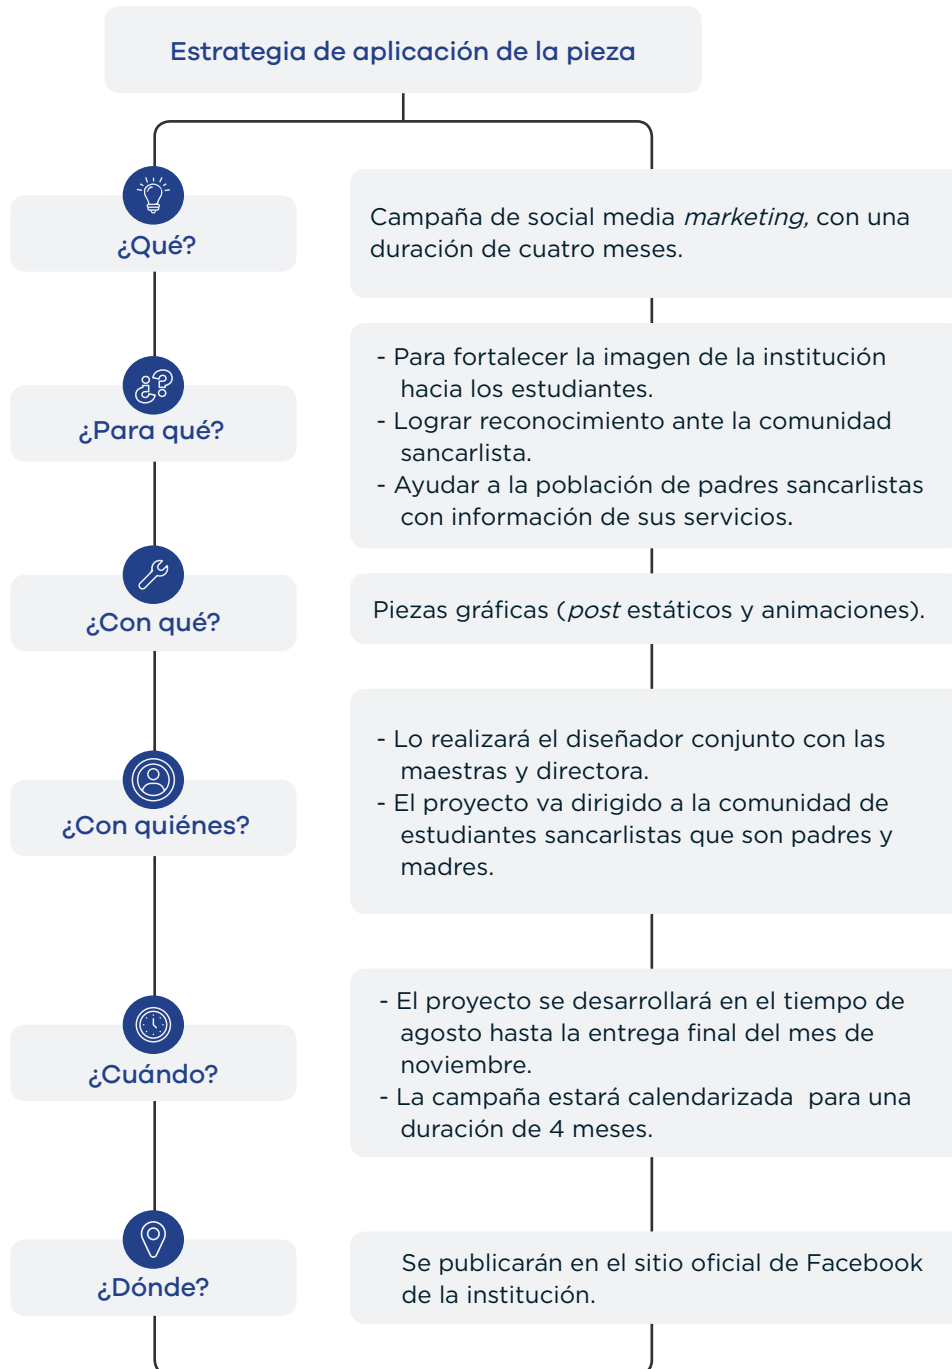 Estrategia de aplicación de la pieza
¿Qué?
Campaña de social media marketing, con una
duración de cuatro meses.
¿Para qué?
- Para fortalecer la imagen de la institución
hacia los estudiantes.
- Lograr reconocimiento ante la comunidad
sancarlista.
- Ayudar a la población de padres sancarlistas
con información de sus servicios.
¿Con qué?
Piezas gráficas (post estáticos y animaciones).
¿Con quiénes?
- Lo realizará el diseñador conjunto con las
maestras y directora.
- El proyecto va dirigido a la comunidad de
estudiantes sancarlistas que son padres y
madres.
¿Cuándo?
- El proyecto se desarrollará en el tiempo de
agosto hasta la entrega final del mes de
noviembre.
- La campaña estará calendarizada  para una
duración de 4 meses.
¿Dónde?
Se publicarán en el sitio oficial de Facebook
de la institución.